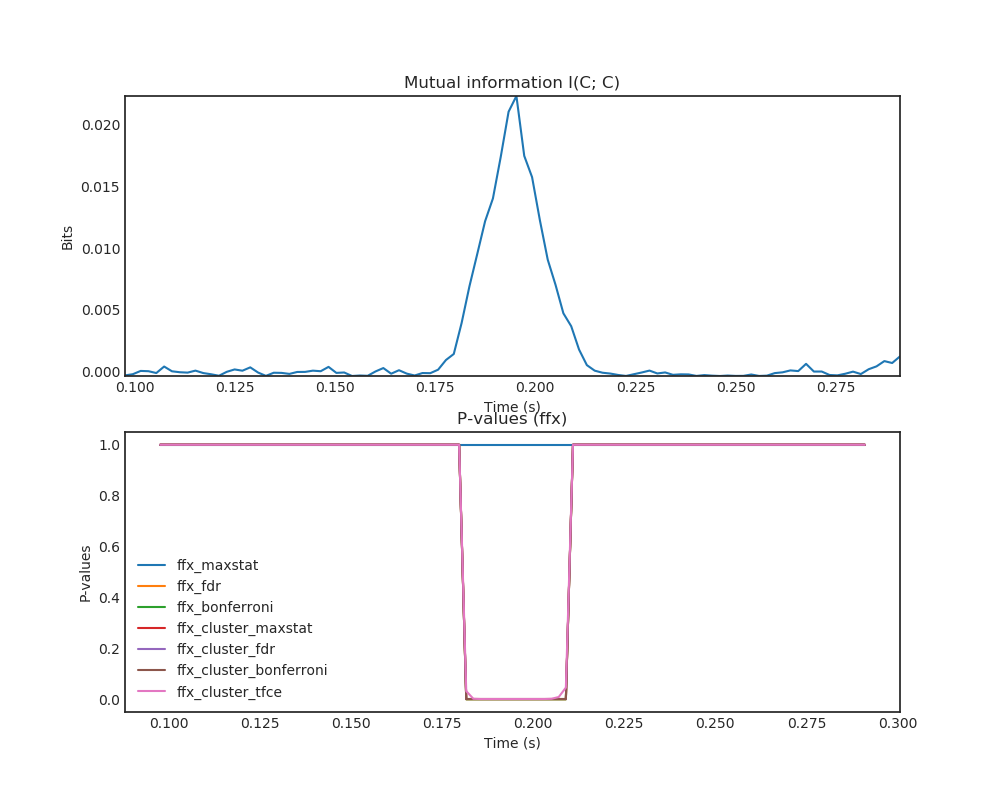 Mutual information I(C; C)
0.020
0.015
0.010
0.005
0.000
Bits
0.100 0.125 0.150 0.175 0.200 0.225 0.250 0.275
Time (s)
P-values (ffx)
1.0
0.8
0.6
0.4
0.2
0.0
P-values
ffx_maxstat
ffx_fdr
ffx_bonferroni
ffx_cluster_maxstat
ffx_cluster_fdr
ffx_cluster_bonferroni
ffx_cluster_tfce
0.100 0.125 0.150 0.175 0.200 0.225 0.250 0.275 0.300
Time (s)